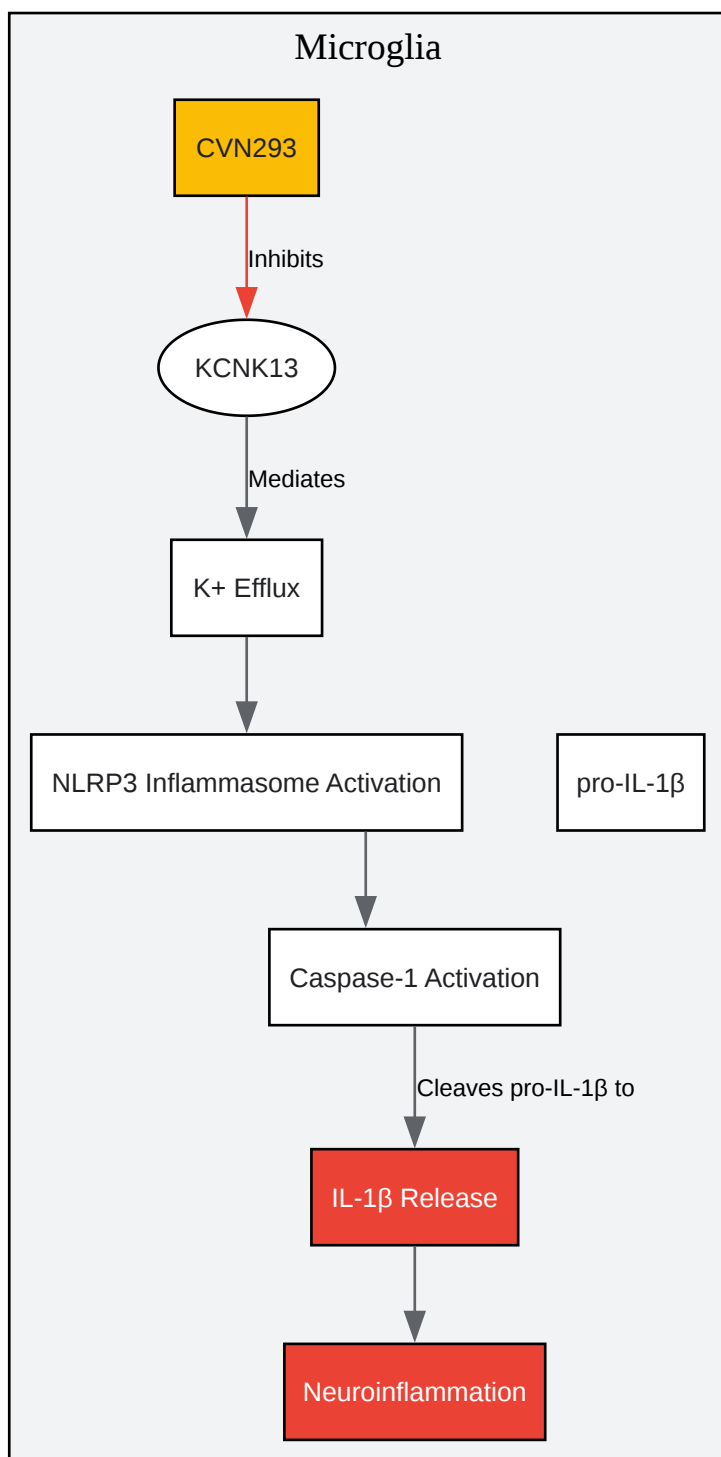 Microglia
CVN293
Inhibits
KCNK13
Mediates
K+ Efflux
NLRP3 Inflammasome Activation
pro-IL-1β
Caspase-1 Activation
Cleaves pro-IL-1β to
IL-1β Release
Neuroinflammation